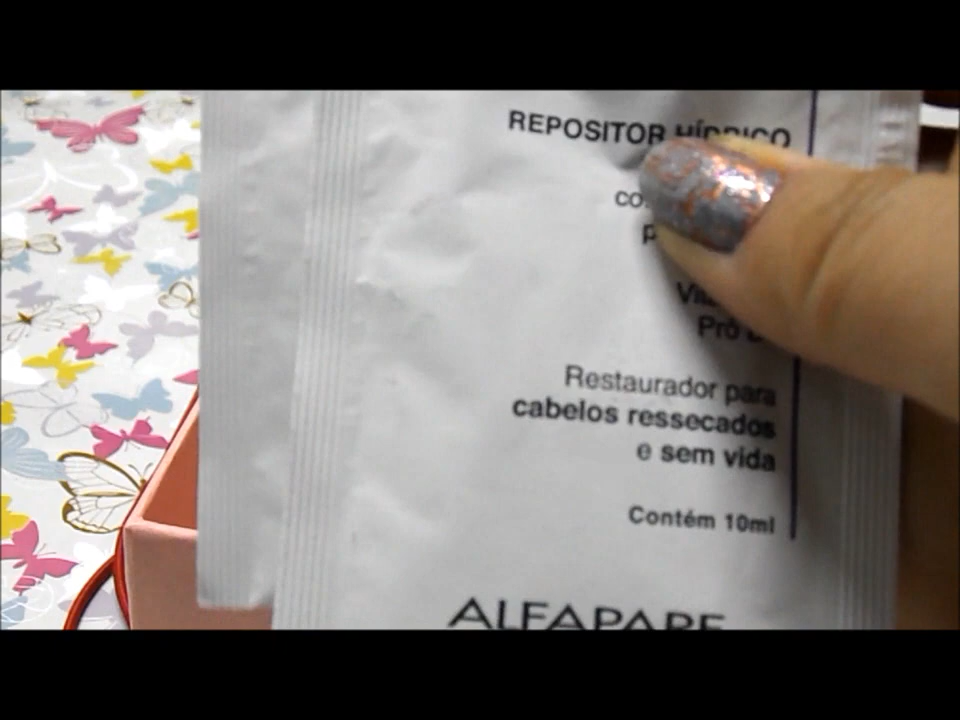 REPOSITOR HÍDRICO
Restaurador para
cabelos ressecados
e sem vida
Contém 10ml
ALFAPARF